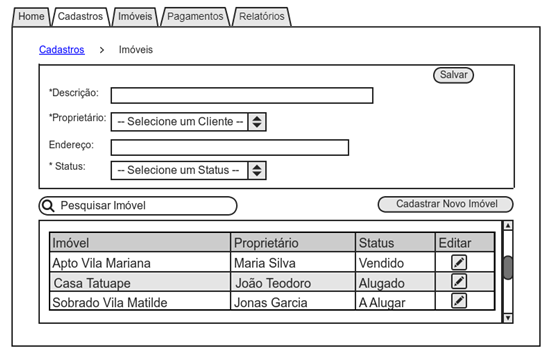 Home Cadastros Imóveis Pagamentos Relatórios
Cadastros > Imóveis
Salvar
*Descrição:
*Proprietário: -- Selecione um Cliente --
Endereço:
* Status: -- Selecione um Status --
Pesquisar Imóvel Cadastrar Novo Imóvel
Imóvel Proprietário Status Editar
Apto Vila Mariana Maria Silva Vendido
Casa Tatuape João Teodoro Alugado
Sobrado Vila Matilde Jonas Garcia A Alugar